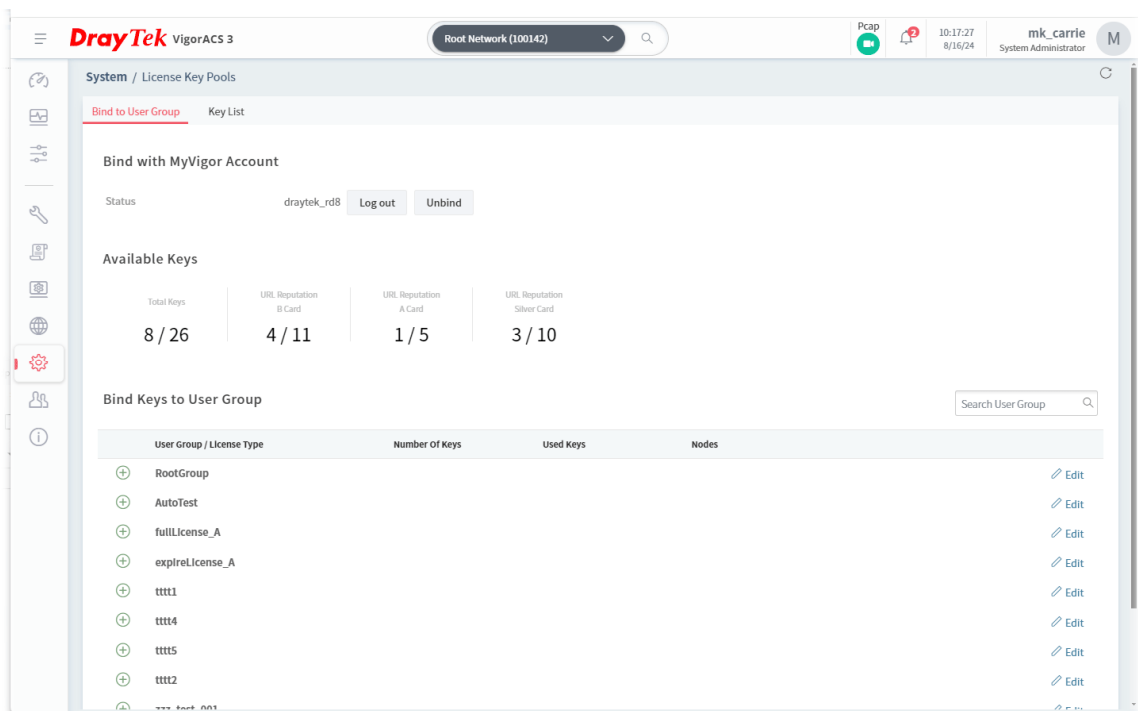 DrayTek VigorACS 3
Root Network (100142)
Pcap
2
10:17:27
8/16/24
mk_carrie
System Administrator
M
System / License Key Pools
Bind to User Group Key List
Bind with MyVigor Account
Status draytek_rd8 Log out Unbind
Available Keys
Total Keys
8 / 26
URL Reputation
B Card
4 / 11
URL Reputation
A Card
1 / 5
URL Reputation
Silver Card
3 / 10
Bind Keys to User Group
Search User Group
User Group / License Type Number Of Keys Used Keys Nodes
RootGroup Edit
AutoTest Edit
fullLicense_A Edit
expireLicense_A Edit
tttt1 Edit
tttt4 Edit
tttt5 Edit
tttt2 Edit
zzz_test_001 Edit